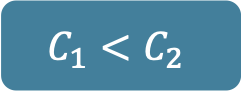 C₁ < C₂